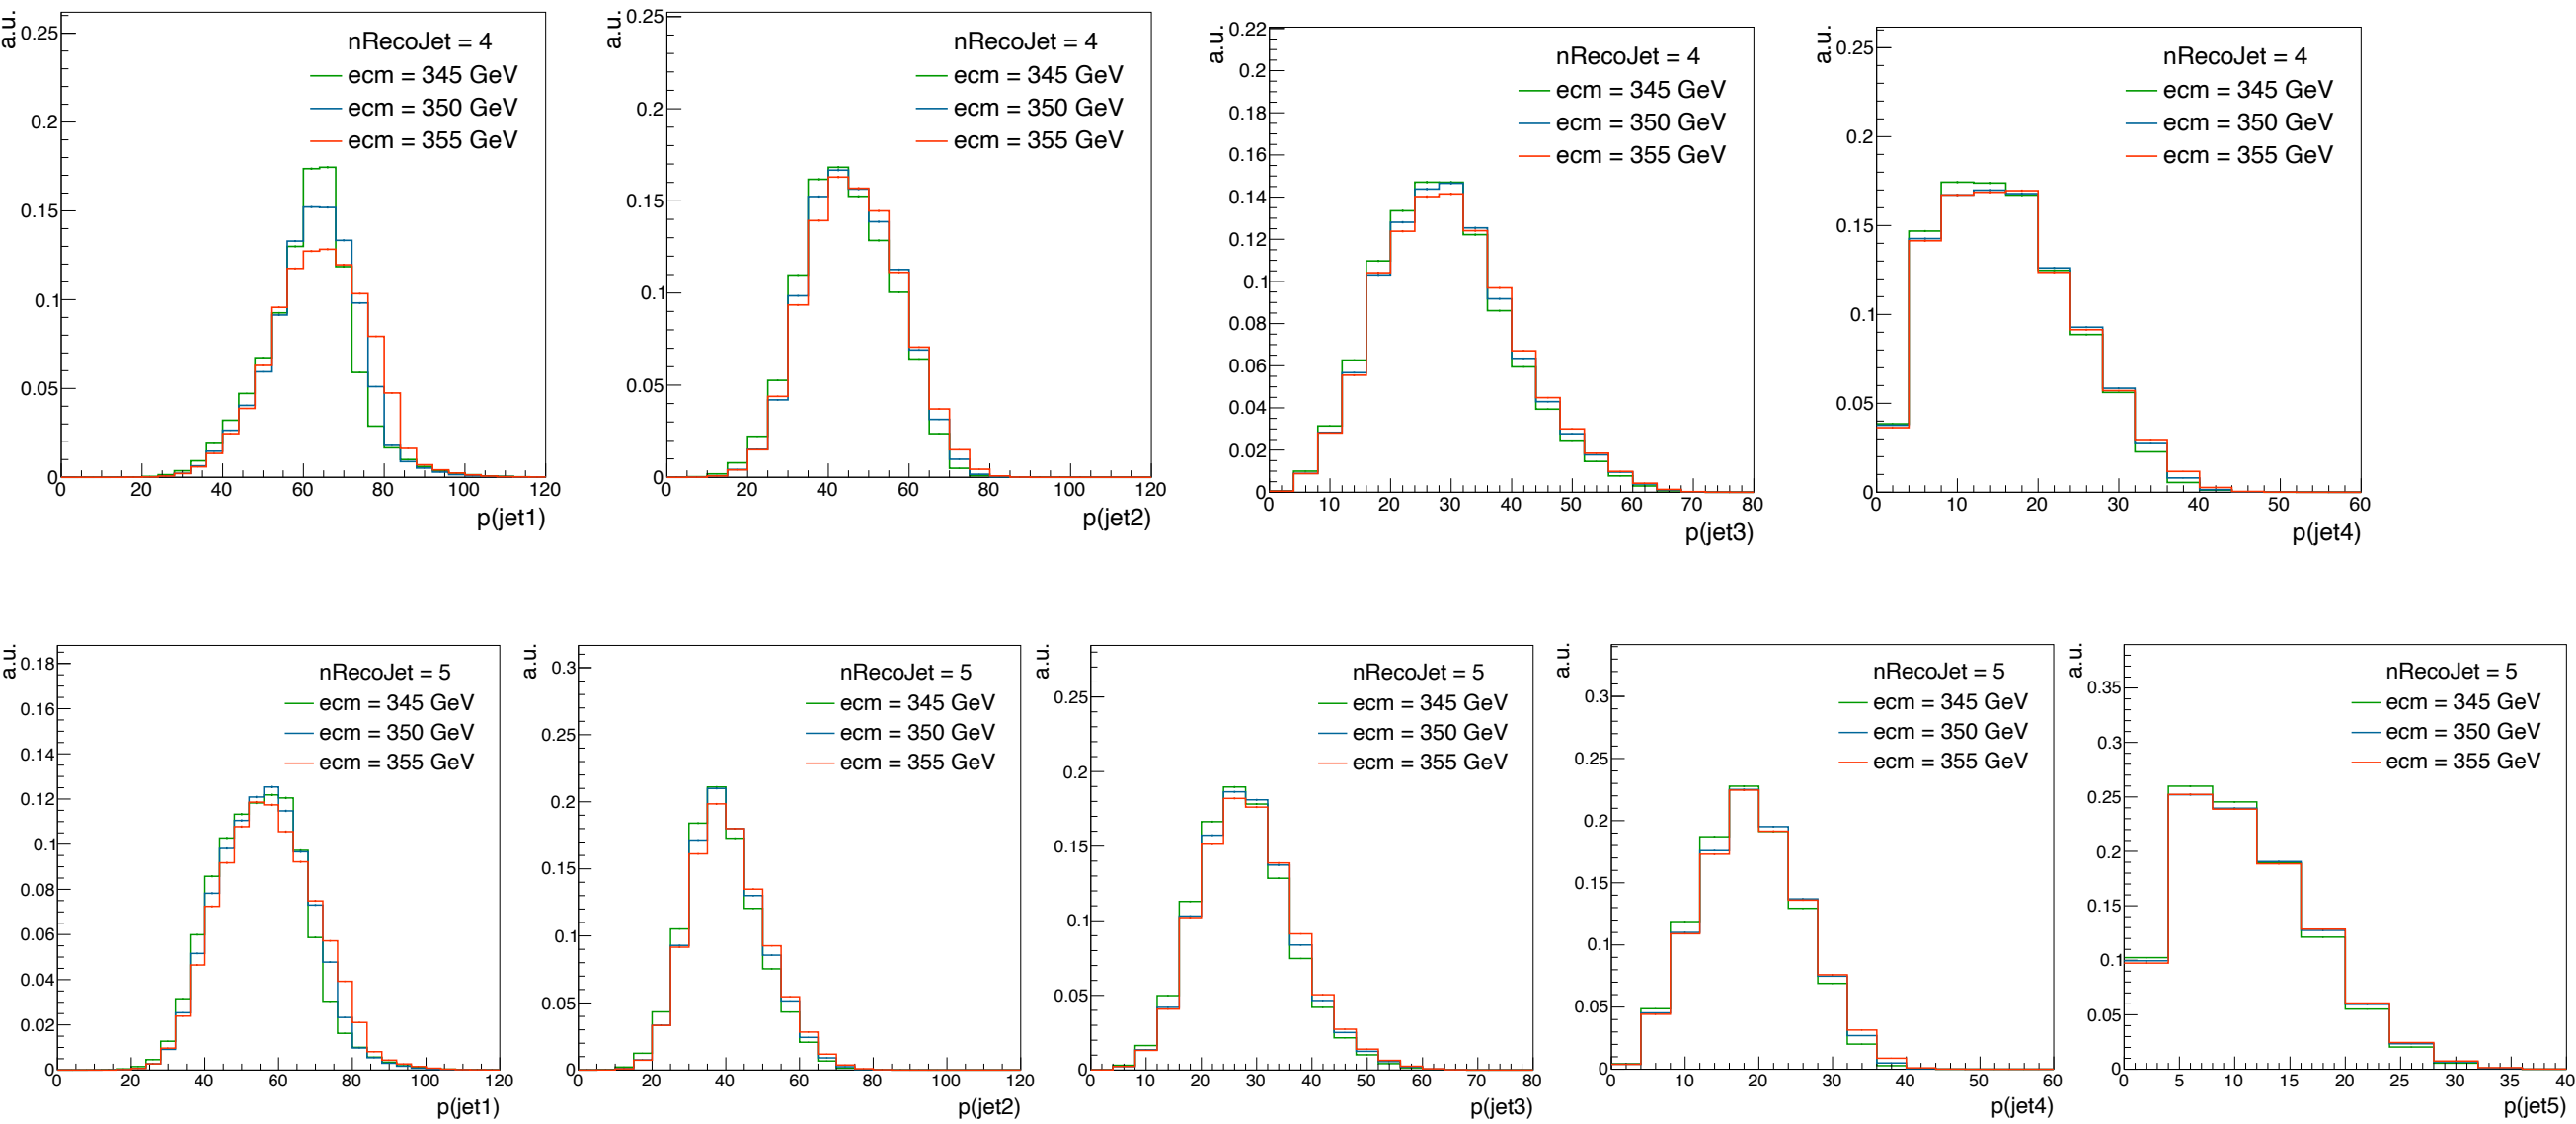 a.u.
0.25
0.2
0.15
0.1
0.05
0
nRecoJet = 4
ecm = 345 GeV
ecm = 350 GeV
ecm = 355 GeV
0 20 40 60 80 100 120
p(jet1)
a.u.
0.25
0.2
0.15
0.1
0.05
0
nRecoJet = 4
ecm = 345 GeV
ecm = 350 GeV
ecm = 355 GeV
0 20 40 60 80 100 120
p(jet2)
a.u.
0.22
0.2
0.18
0.16
0.14
0.12
0.1
0.08
0.06
0.04
0.02
0
nRecoJet = 4
ecm = 345 GeV
ecm = 350 GeV
ecm = 355 GeV
0 10 20 30 40 50 60 70 80
p(jet3)
a.u.
0.25
0.2
0.15
0.1
0.05
0
nRecoJet = 4
ecm = 345 GeV
ecm = 350 GeV
ecm = 355 GeV
0 10 20 30 40 50 60
p(jet4)
a.u.
0.18
0.16
0.14
0.12
0.1
0.08
0.06
0.04
0.02
0
nRecoJet = 5
ecm = 345 GeV
ecm = 350 GeV
ecm = 355 GeV
0 20 40 60 80 100 120
p(jet1)
a.u.
0.3
0.25
0.2
0.15
0.1
0.05
0
nRecoJet = 5
ecm = 345 GeV
ecm = 350 GeV
ecm = 355 GeV
0 20 40 60 80 100 120
p(jet2)
a.u.
0.25
0.2
0.15
0.1
0.05
0
nRecoJet = 5
ecm = 345 GeV
ecm = 350 GeV
ecm = 355 GeV
0 10 20 30 40 50 60 70 80
p(jet3)
a.u.
0.3
0.25
0.2
0.15
0.1
0.05
0
nRecoJet = 5
ecm = 345 GeV
ecm = 350 GeV
ecm = 355 GeV
0 10 20 30 40 50 60
p(jet4)
a.u.
0.35
0.3
0.25
0.2
0.15
0.1
0.05
0
nRecoJet = 5
ecm = 345 GeV
ecm = 350 GeV
ecm = 355 GeV
0 5 10 15 20 25 30 35 40
p(jet5)